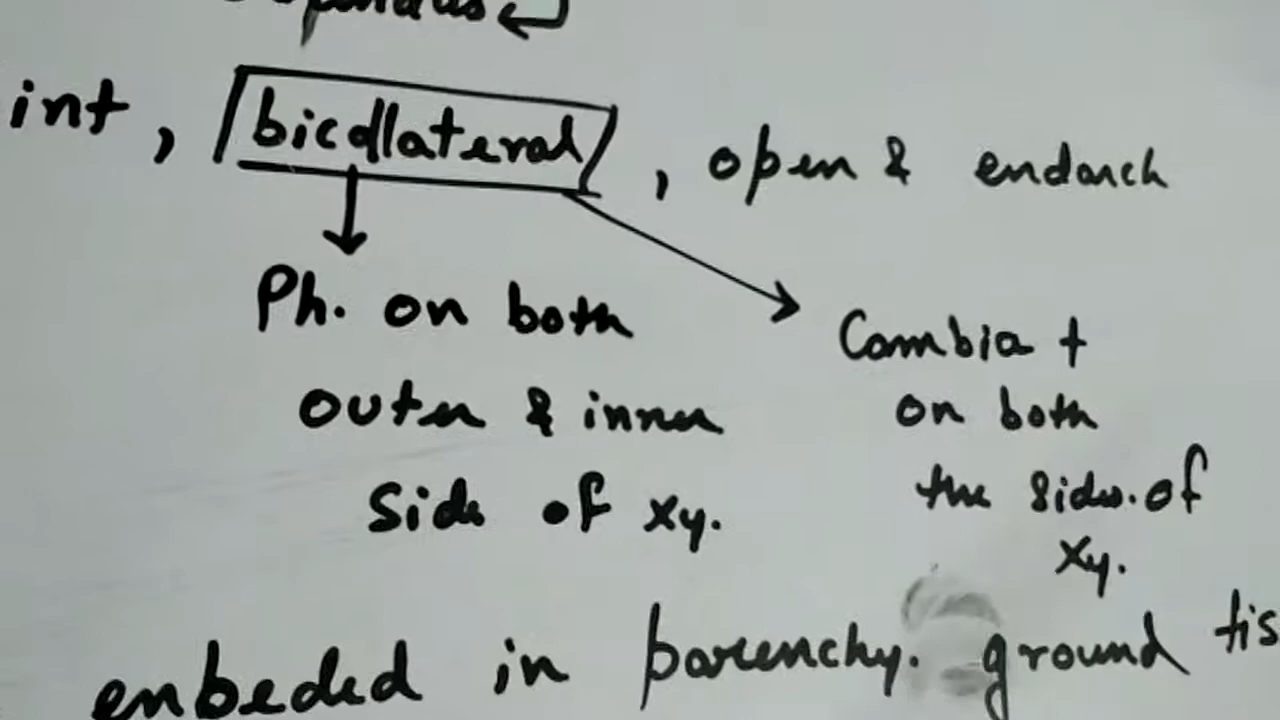 int, bicollateral, open & endarch
Ph. on both
outer & inner
Side of xy.
Cambia +
on both
the sides. of
xy.
enbeded in parenchy. ground tis